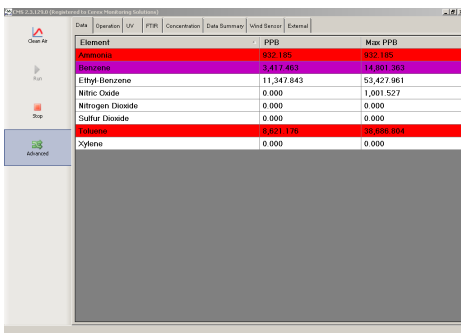 CMS 2.3.129.0 (Registered to Cerex Monitoring Solutions)
Clean Air
Run
Stop
Advanced
Data Operation UV FTIR Concentration Data Summary Wind Sensor External
Element PPB Max PPB
Ammonia 932.185 932.185
Benzene 3,417.463 14,801.363
Ethyl-Benzene 11,347.843 53,427.961
Nitric Oxide 0.000 1,001.527
Nitrogen Dioxide 0.000 0.000
Sulfur Dioxide 0.000 0.000
Toluene 8,621.176 38,688.804
Xylene 0.000 0.000